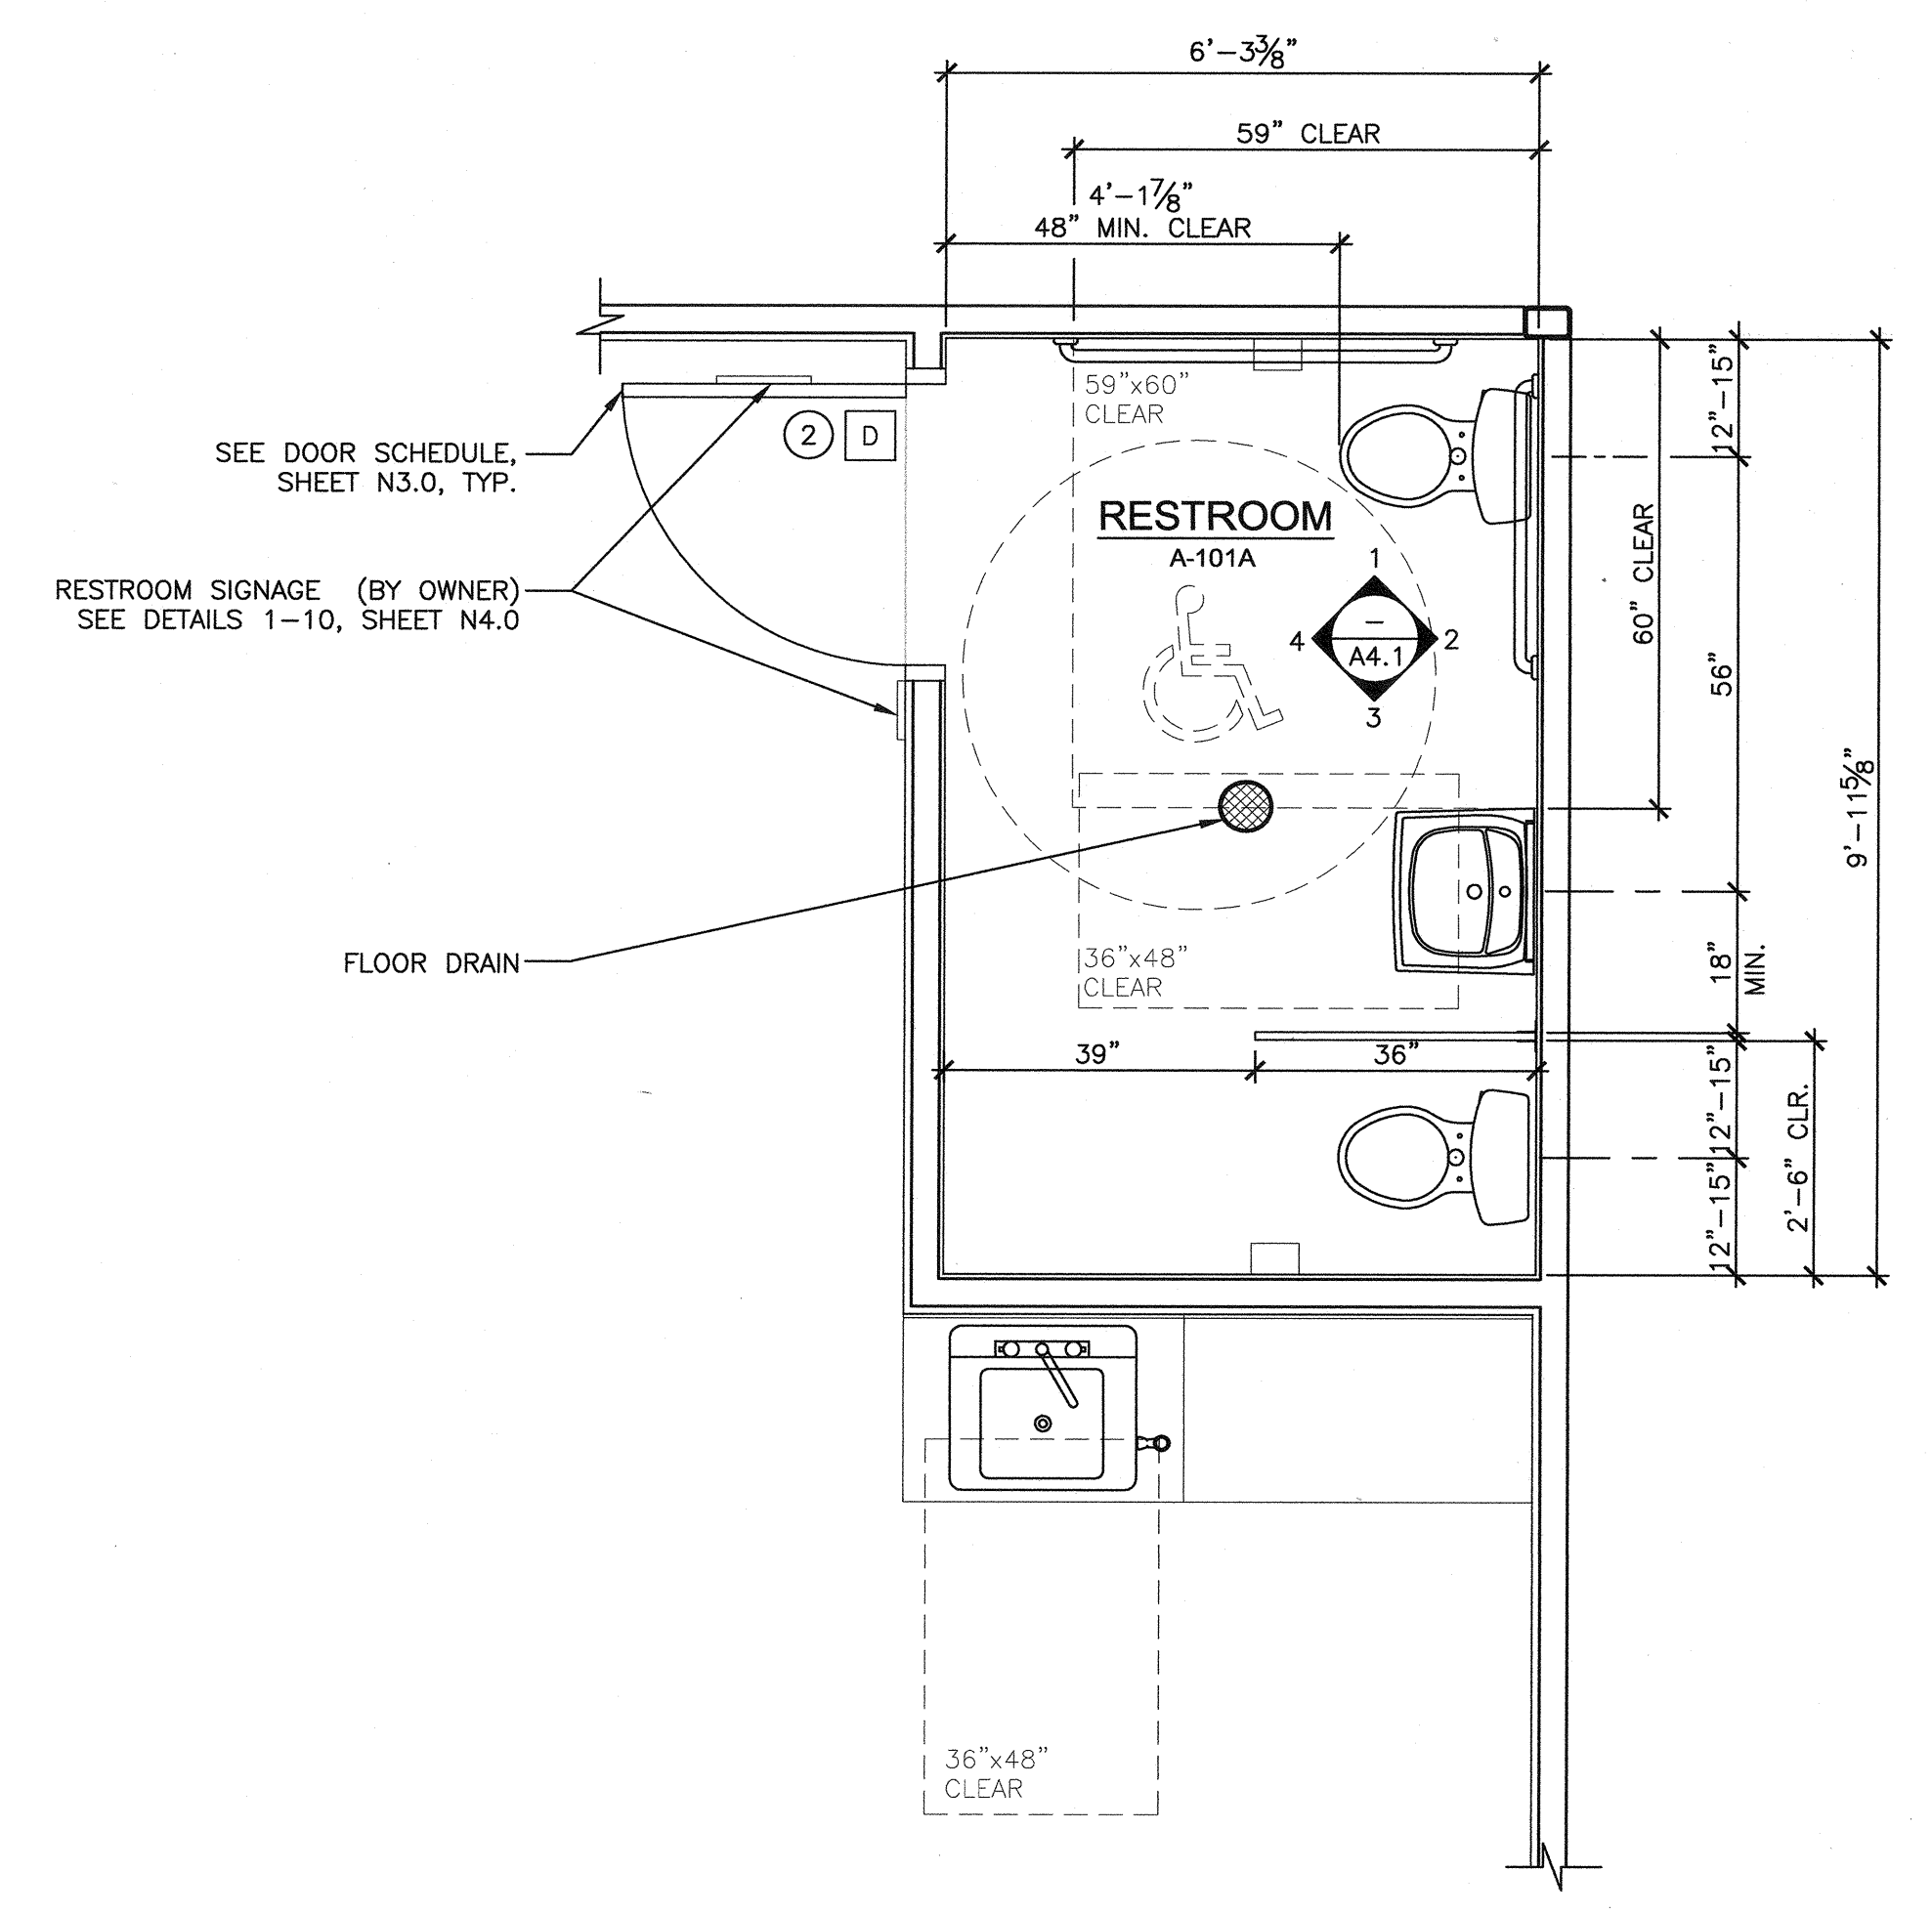 6'-3⅜"
59" CLEAR
4'-1⅞"
48" MIN. CLEAR
59"x60"
CLEAR
12"-15"
2
D
SEE DOOR SCHEDULE,
SHEET N3.0, TYP.
RESTROOM
A-101A
60" CLEAR
RESTROOM SIGNAGE (BY OWNER)
SEE DETAILS 1-10, SHEET N4.0
1
4
–
A4.1
2
3
56"
9'-11⅝"
FLOOR DRAIN
36"x48"
CLEAR
18"
MIN.
39"
36"
12"-15"
2'-6" CLR.
12"-15"
36"x48"
CLEAR